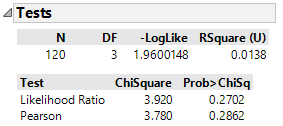 Tests
N DF -LogLike RSquare (U)
120 3 1.9600148 0.0138
Test ChiSquare Prob>ChiSq
Likelihood Ratio 3.920 0.2702
Pearson 3.780 0.2862